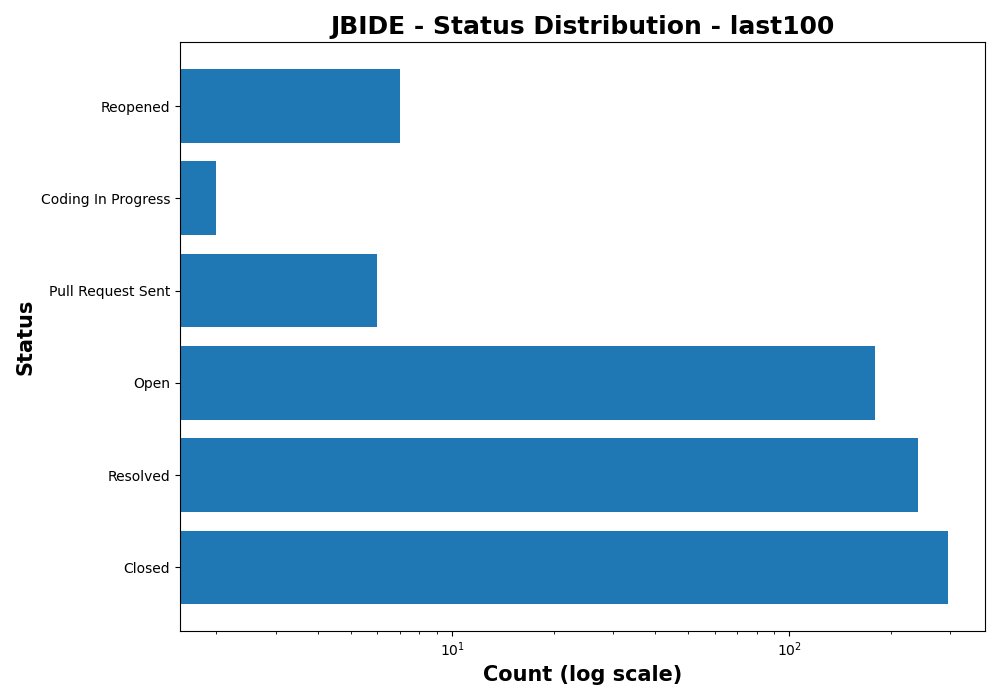 JBIDE - Status Distribution - last100
Reopened
Coding In Progress
Pull Request Sent
Open
Resolved
Closed
Status
10¹
10²
Count (log scale)